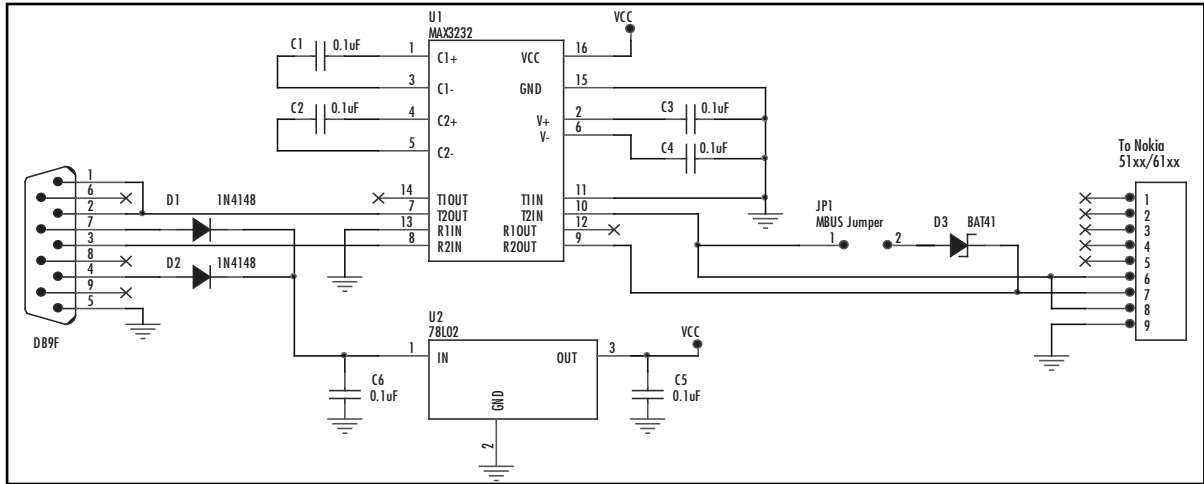 U1
MAX3232
VCC
C1 0.1uF
1 C1+
VCC 16
3 C1-
GND 15
C2 0.1uF
4 C2+
V+ 2
C3 0.1uF
V- 6
5 C2-
C4 0.1uF
14 T1OUT
T1IN 11
7 T2OUT
T2IN 10
13 R1IN
R1OUT 12
8 R2IN
R2OUT 9
1
6
2
7
3
8
4
9
5
DB9F
D1 1N4148
D2 1N4148
JP1
MBUS Jumper
1 2
D3 BAT41
To Nokia
51xx/61xx
1
2
3
4
5
6
7
8
9
U2
78L02
1 IN
OUT 3
GND
2
VCC
C6
0.1uF
C5
0.1uF